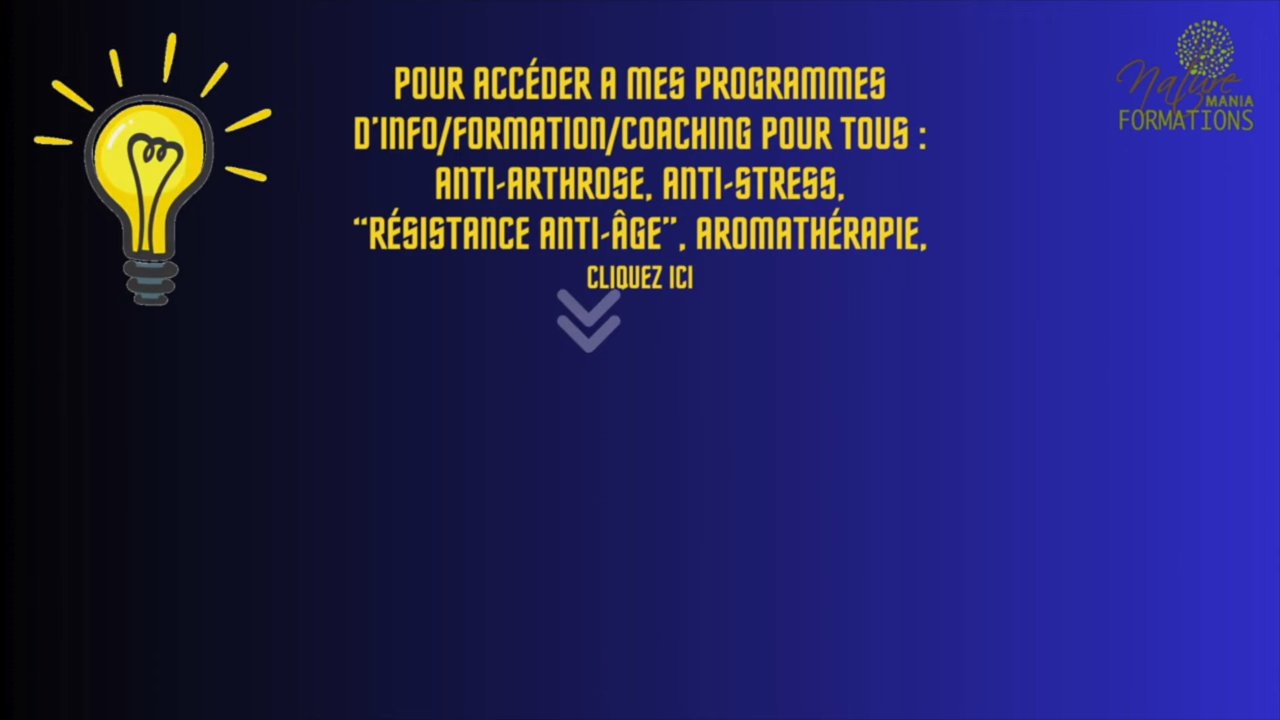 POUR ACCÉDER A MES PROGRAMMES
D'INFO/FORMATION/COACHING POUR TOUS :
ANTI-ARTHROSE, ANTI-STRESS,
“RÉSISTANCE ANTI-ÂGE”, AROMATHÉRAPIE,
CLIQUEZ ICI
Nature
MANIA
FORMATIONS